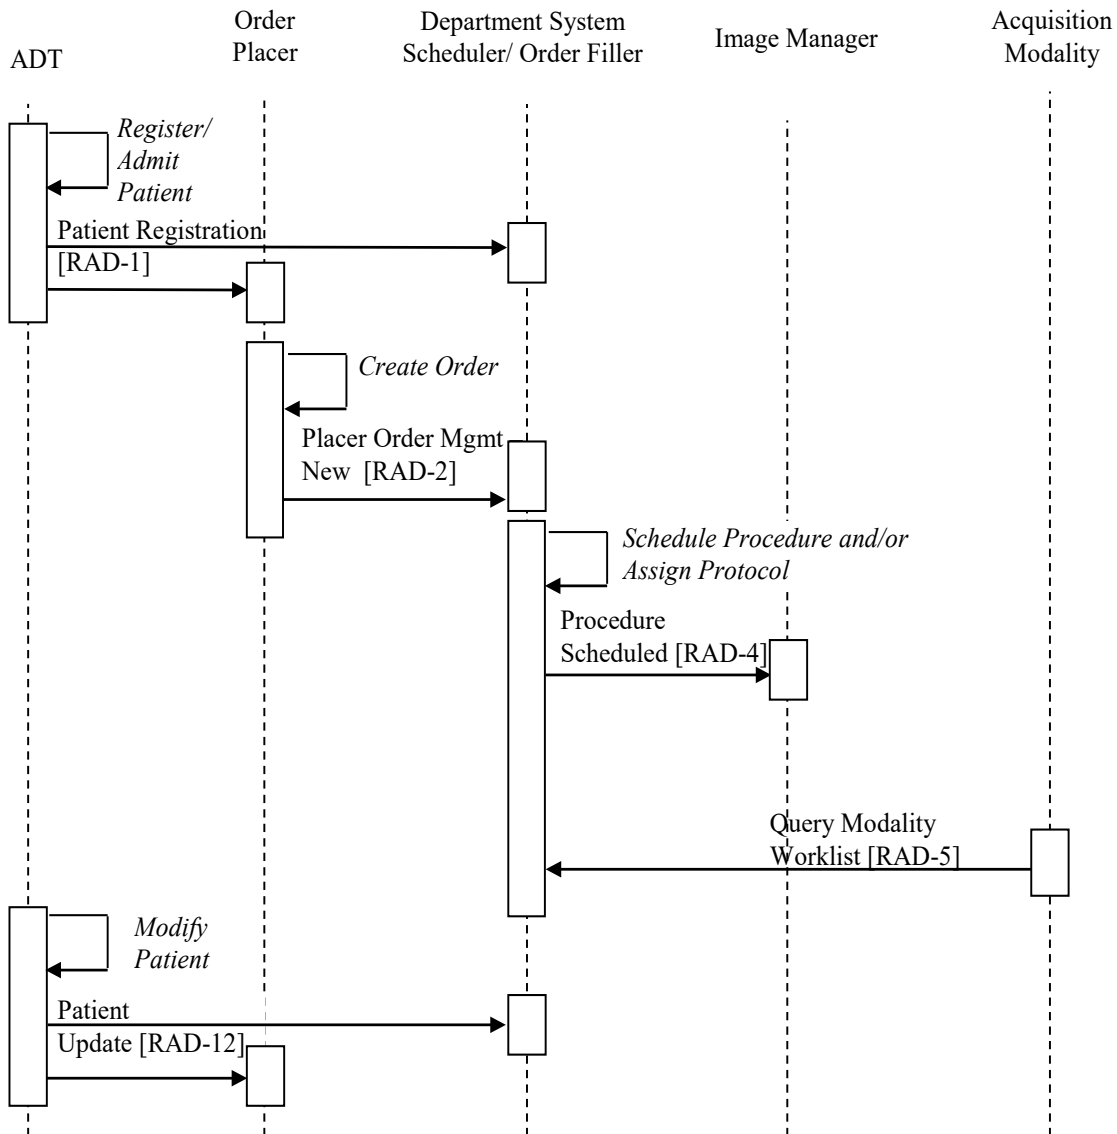 ADT
Order
Placer
Department System
Scheduler/ Order Filler
Image Manager
Acquisition
Modality
Register/
Admit
Patient
Patient Registration
[RAD-1]
Create Order
Placer Order Mgmt
New [RAD-2]
Schedule Procedure and/or
Assign Protocol
Procedure
Scheduled [RAD-4]
Query Modality
Worklist [RAD-5]
Modify
Patient
Patient
Update [RAD-12]